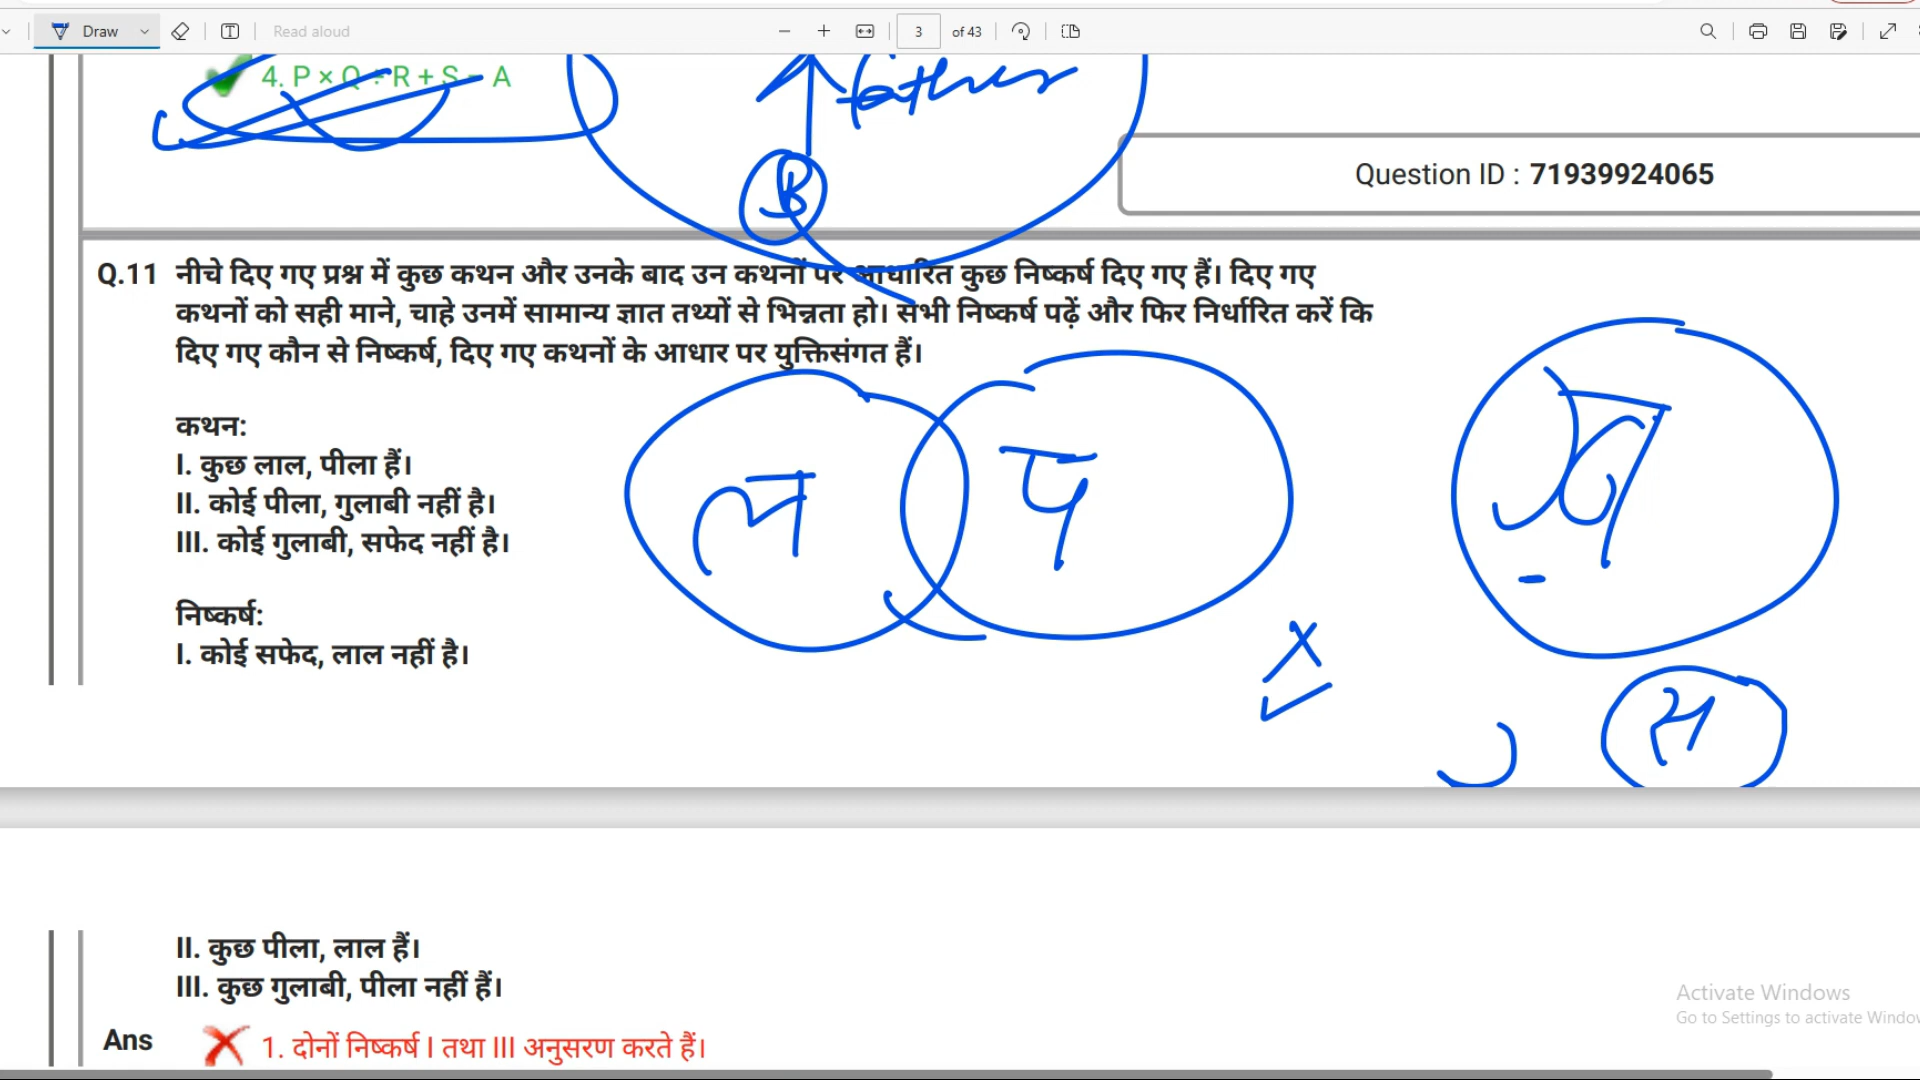 Draw
Read aloud
3 of 43
4. P × Q ÷ R + S – A
father
B
Question ID : 71939924065
Q.11 नीचे दिए गए प्रश्न में कुछ कथन और उनके बाद उन कथनों पर आधारित कुछ निष्कर्ष दिए गए हैं। दिए गए
कथनों को सही माने, चाहे उनमें सामान्य ज्ञात तथ्यों से भिन्नता हो। सभी निष्कर्ष पढ़ें और फिर निर्धारित करें कि
दिए गए कौन से निष्कर्ष, दिए गए कथनों के आधार पर युक्तिसंगत हैं।
कथन:
I. कुछ लाल, पीला हैं।
II. कोई पीला, गुलाबी नहीं है।
III. कोई गुलाबी, सफेद नहीं है।
ल
प
स
निष्कर्ष:
I. कोई सफेद, लाल नहीं है।
II. कुछ पीला, लाल हैं।
III. कुछ गुलाबी, पीला नहीं हैं।
Ans 1. दोनों निष्कर्ष I तथा III अनुसरण करते हैं।
Activate Windows
Go to Settings to activate Windo